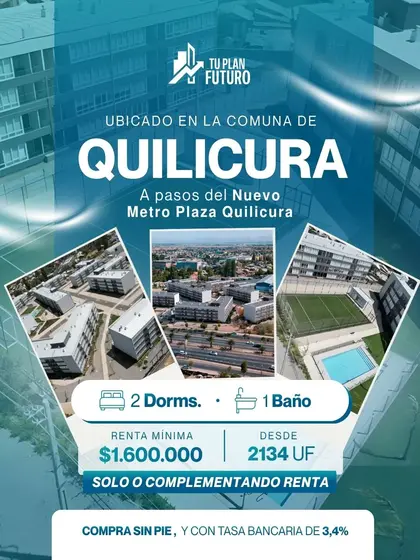 TU PLAN
FUTURO
UBICADO EN LA COMUNA DE
QUILICURA
A pasos del Nuevo
Metro Plaza Quilicura
2 Dorms. · 1 Baño
RENTA MÍNIMA
$1.600.000
DESDE
2134 UF
SOLO O COMPLEMENTANDO RENTA
COMPRA SIN PIE, Y CON TASA BANCARIA DE 3,4%